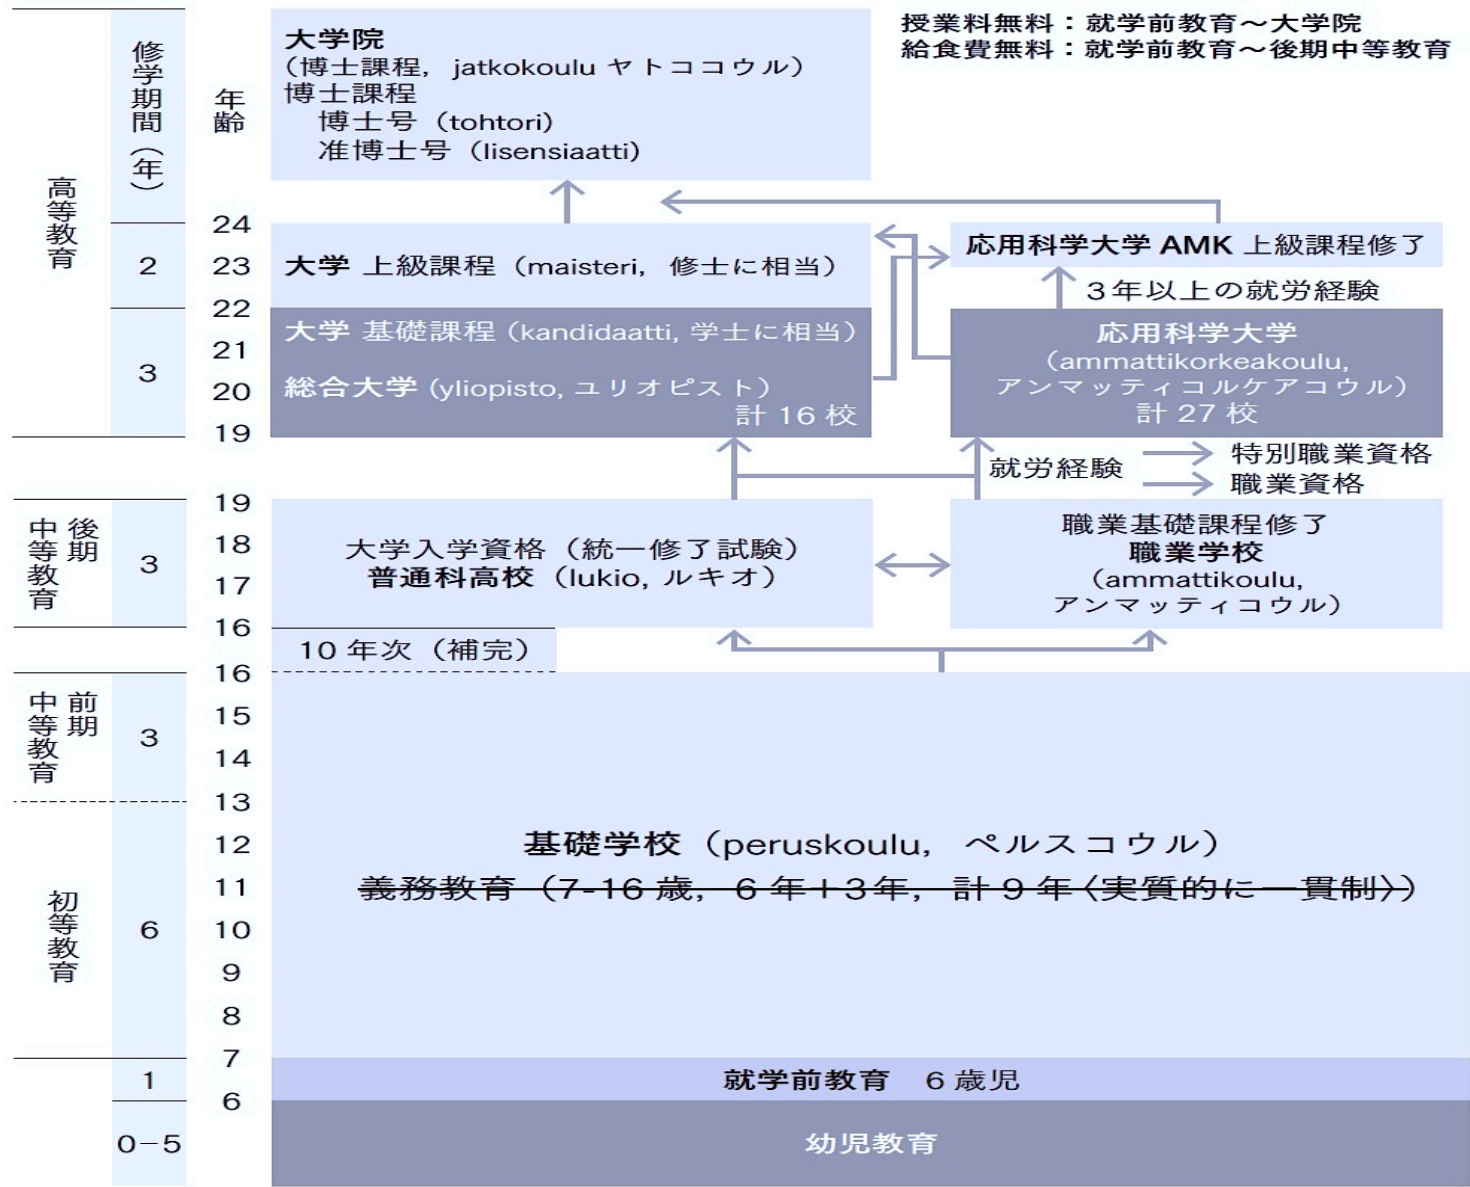 授業料無料：就学前教育～大学院
給食費無料：就学前教育～後期中等教育
修学期間（年）
年齢
高等教育
大学院
（博士課程，jatkokoulu ヤトココウル）
博士課程
博士号（tohtori）
准博士号（lisensiaatti）
24
2
23
大学 上級課程（maisteri，修士に相当）
応用科学大学 AMK 上級課程修了
3年以上の就労経験
22
3
21
20
19
大学 基礎課程（kandidaatti, 学士に相当）
総合大学（yliopisto, ユリオピスト）
計 16 校
応用科学大学
（ammattikorkeakoulu,
アンマッティコルケアコウル）
計 27 校
就労経験
特別職業資格
職業資格
後期中等教育
3
19
18
17
16
大学入学資格（統一修了試験）
普通科高校（lukio, ルキオ）
職業基礎課程修了
職業学校
（ammattikoulu,
アンマッティコウル）
10 年次（補完）
前期中等教育
3
16
15
14
13
初等教育
6
12
11
10
9
8
7
基礎学校（peruskoulu，ペルスコウル）
義務教育（7-16 歳，6 年＋3年，計 9 年〈実質的に一貫制〉）
1
6
就学前教育 6 歳児
0－5
幼児教育